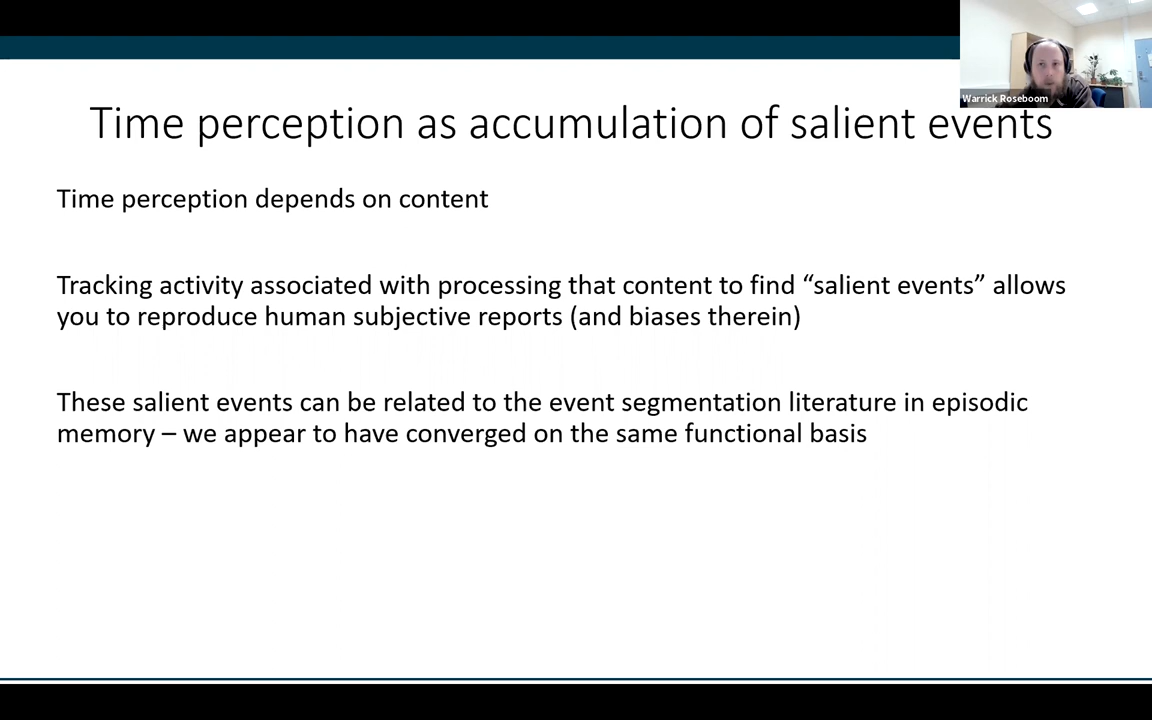 Warrick Roseboom
Time perception as accumulation of salient events
Time perception depends on content
Tracking activity associated with processing that content to find “salient events” allows
you to reproduce human subjective reports (and biases therein)
These salient events can be related to the event segmentation literature in episodic
memory – we appear to have converged on the same functional basis